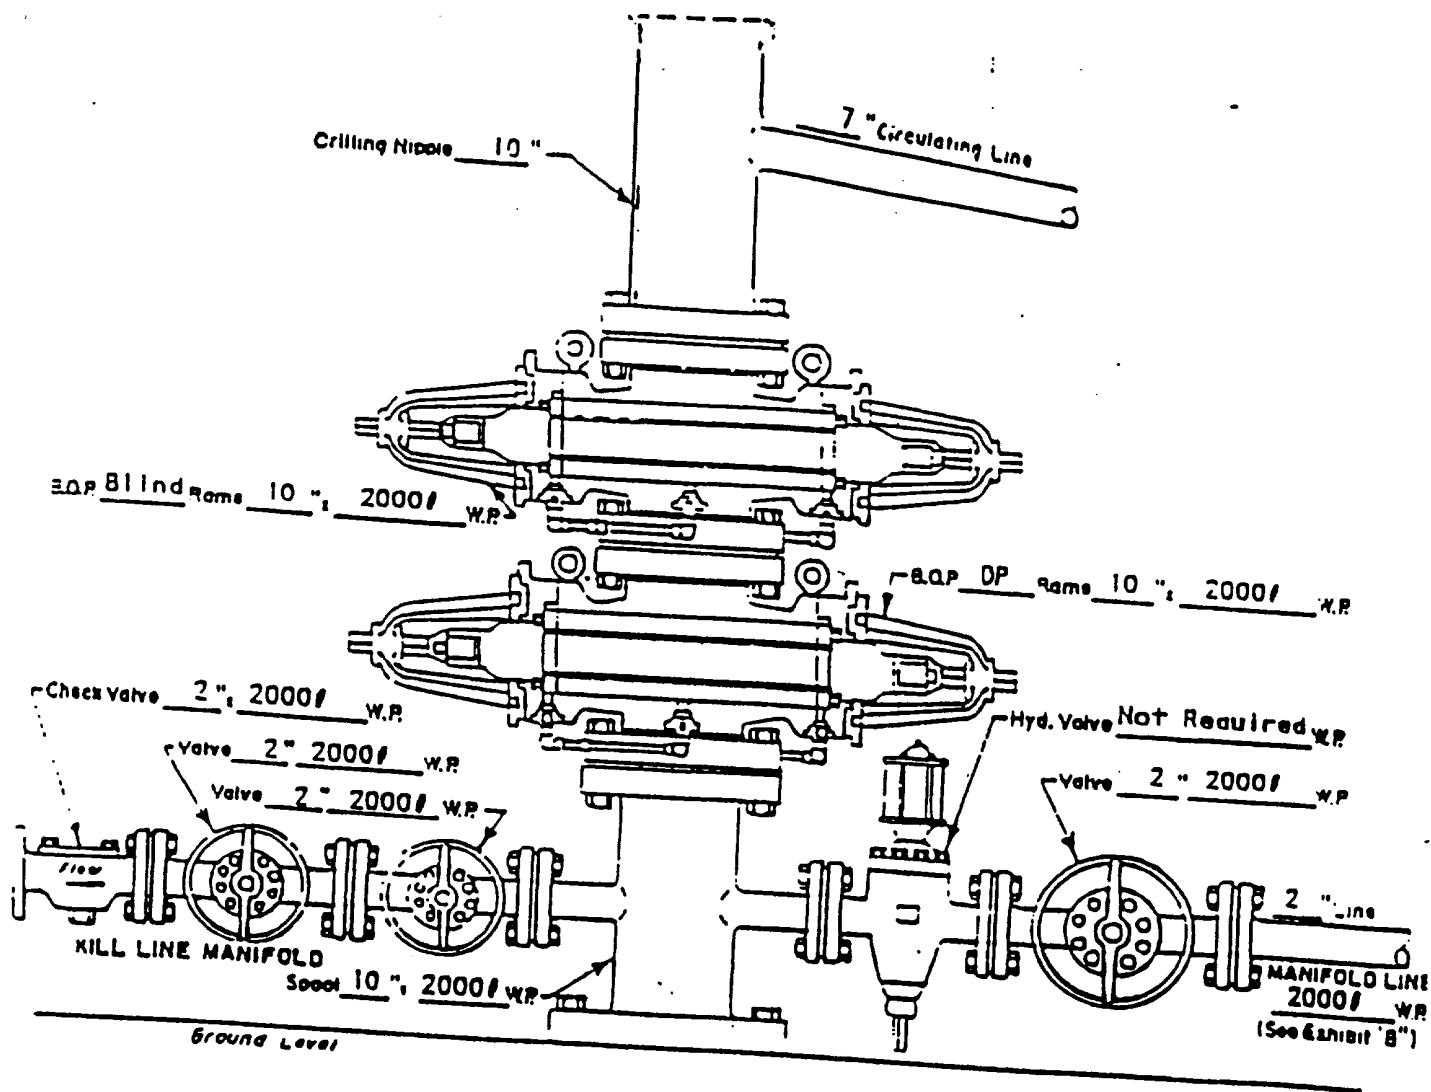 7 " Circulating Line
Drilling Nipple 10 "
B.O.P. Blind Rams 10 ", 2000# W.P.
B.O.P. DP Rams 10 ", 2000# W.P.
Check Valve 2 ", 2000# W.P.
Valve 2 " 2000# W.P.
Valve 2 " 2000# W.P.
Hyd. Valve Not Required W.P.
Valve 2 " 2000# W.P.
Flow
2 " Line
KILL LINE MANIFOLD
Spool 10 ", 2000# W.P.
MANIFOLD LINE
2000# W.P.
(See Exhibit "B")
Ground Level